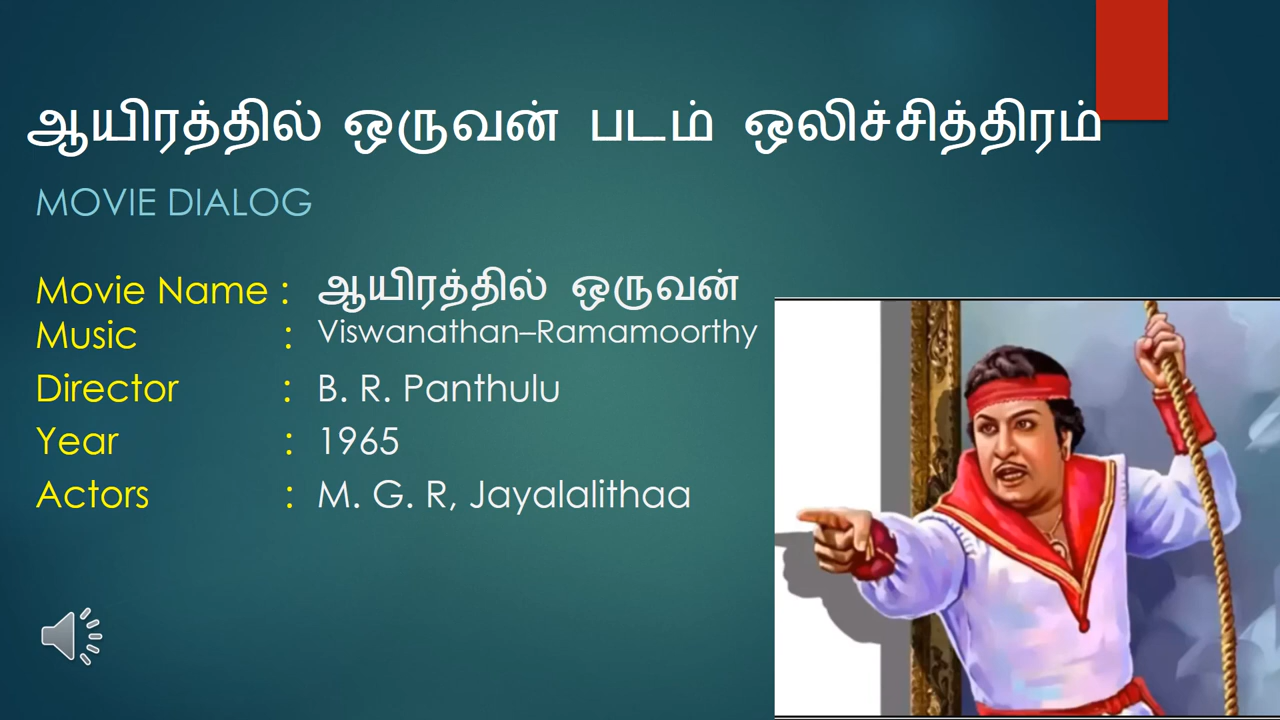 ஆயிரத்தில் ஒருவன் படம் ஒலிச்சித்திரம்
MOVIE DIALOG
Movie Name : ஆயிரத்தில் ஒருவன்
Music : Viswanathan–Ramamoorthy
Director : B. R. Panthulu
Year : 1965
Actors : M. G. R, Jayalalithaa